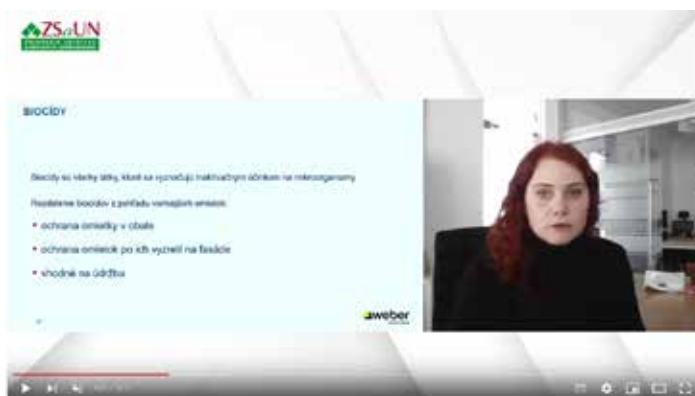 ZSaUN
BIOCÍDY
Biocídy sú všetky látky, ktoré sa vyznačujú inaktivačným účinkom na mikroorganizmy
Rozdelenie biocídov z pohľadu vonkajších omietok
• ochrana omietky v obale
• ochrana omietok po ich vyzretí na fasáde
• vhodné na údržbu
weber